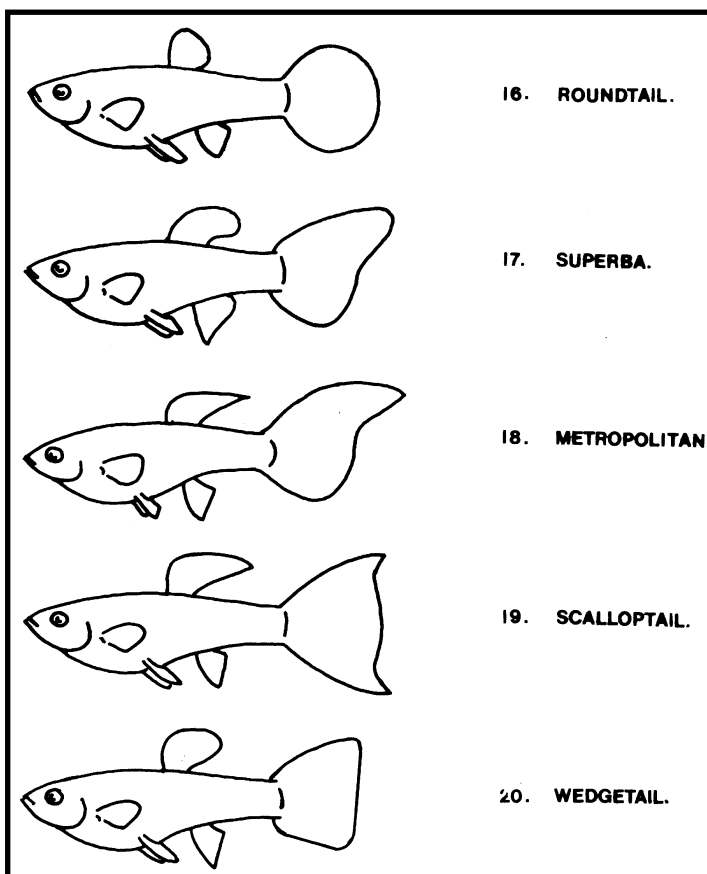 16. ROUNDTAIL.
17. SUPERBA.
18. METROPOLITAN
19. SCALLOPTAIL.
20. WEDGETAIL.